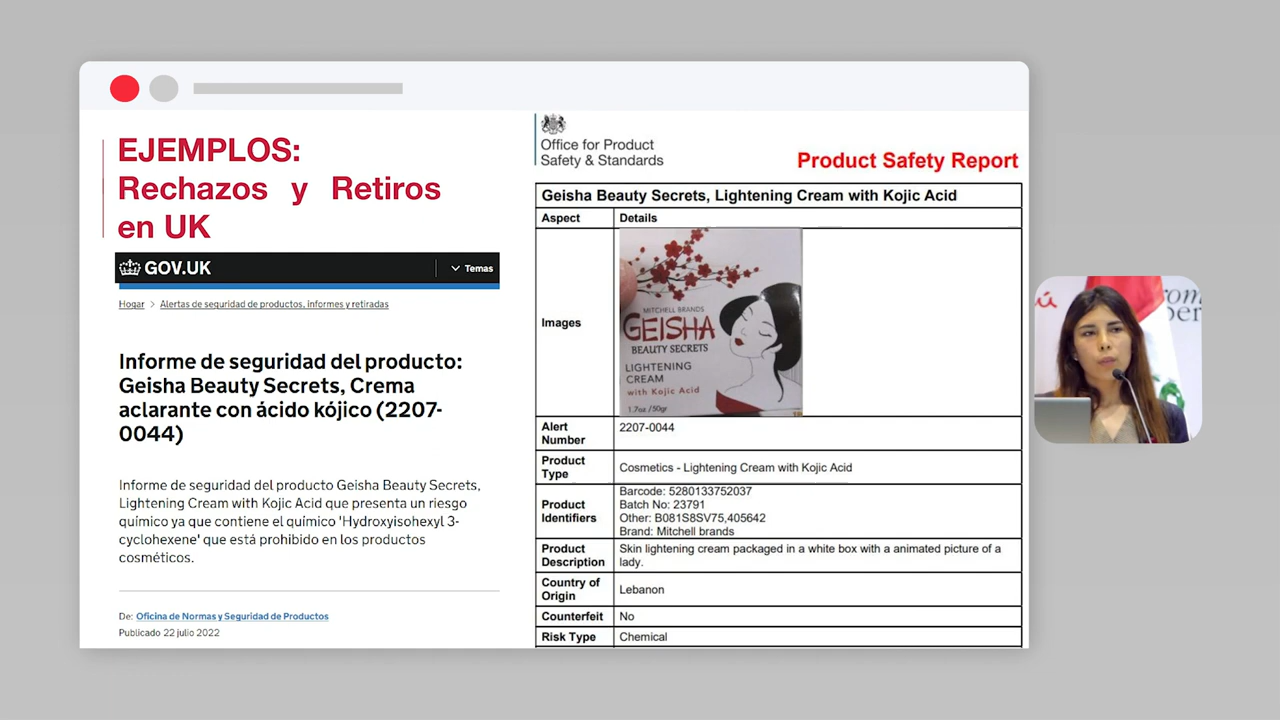 EJEMPLOS:
Rechazos y Retiros
en UK
GOV.UK
Temas
Hogar > Alertas de seguridad de productos, informes y retiradas
Informe de seguridad del producto:
Geisha Beauty Secrets, Crema
aclarante con ácido kójico (2207-
0044)
Informe de seguridad del producto Geisha Beauty Secrets,
Lightening Cream with Kojic Acid que presenta un riesgo
químico ya que contiene el químico 'Hydroxyisohexyl 3-
cyclohexene' que está prohibido en los productos
cosméticos.
De: Oficina de Normas y Seguridad de Productos
Publicado 22 julio 2022
Office for Product
Safety & Standards
Product Safety Report
Geisha Beauty Secrets, Lightening Cream with Kojic Acid
Aspect
Details
Images
MITCHELL BRANDS
GEISHA
BEAUTY SECRETS
LIGHTENING
CREAM
with Kojic Acid
1.7oz / 50gr
Alert
Number
2207-0044
Product
Type
Cosmetics - Lightening Cream with Kojic Acid
Product
Identifiers
Barcode: 5280133752037
Batch No: 23791
Other: B081S8SV75,405642
Brand: Mitchell brands
Product
Description
Skin lightening cream packaged in a white box with a animated picture of a
lady.
Country of
Origin
Lebanon
Counterfeit
No
Risk Type
Chemical